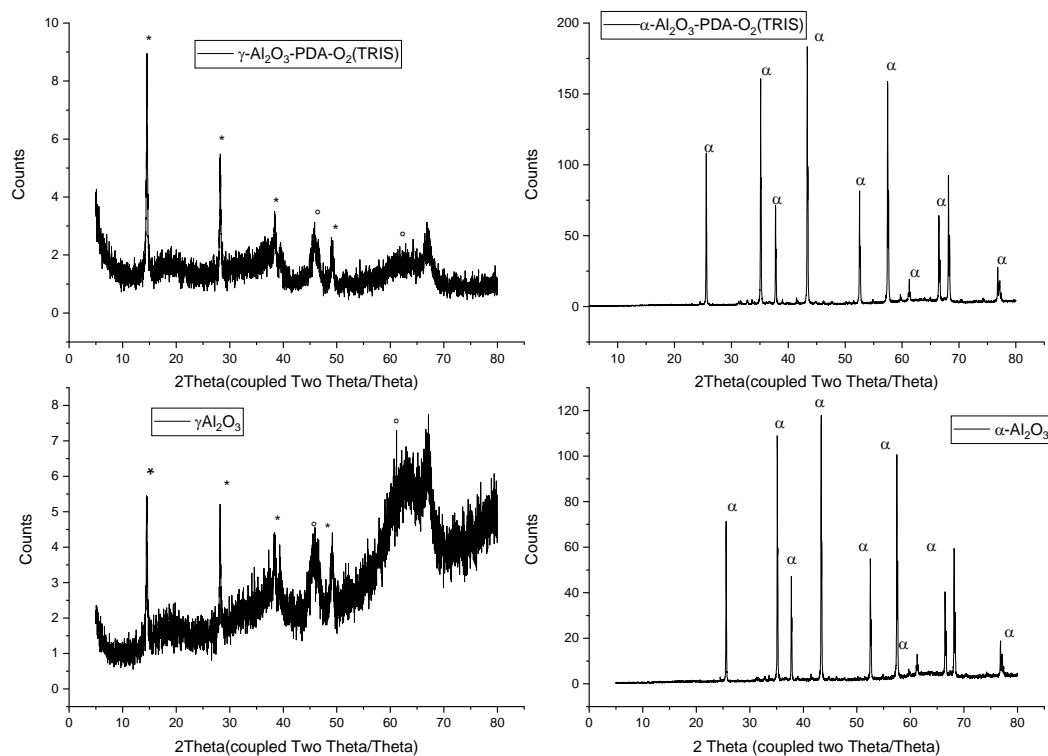 10
8
6
4
2
0
Counts
γ-Al₂O₃-PDA-O₂(TRIS)
*
*
*
°
*
°
0 10 20 30 40 50 60 70 80
2Theta(coupled Two Theta/Theta)
200
150
100
50
0
Counts
α-Al₂O₃-PDA-O₂(TRIS)
α
α
α
α
α
α
α
α
α
10 20 30 40 50 60 70 80
2Theta(coupled Two Theta/Theta)
8
7
6
5
4
3
2
1
0
Counts
γAl₂O₃
*
*
*
°
*
°
0 10 20 30 40 50 60 70 80
2Theta(coupled Two Theta/Theta)
120
100
80
60
40
20
0
Counts
α-Al₂O₃
α
α
α
α
α
α
α
α
α
0 10 20 30 40 50 60 70 80
2 Theta (coupled two Theta/Theta)